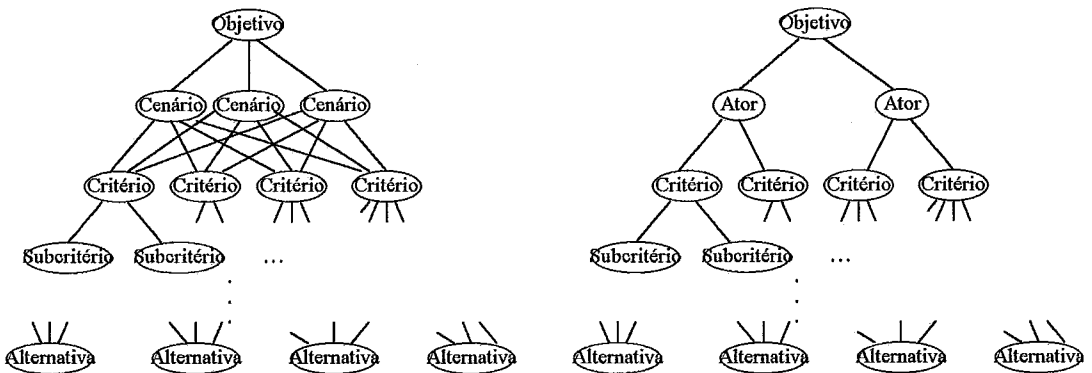 Objetivo
Cenário Cenário Cenário
Critério Critério Critério Critério
Subcritério Subcritério ...
Alternativa Alternativa Alternativa Alternativa
Objetivo
Ator Ator
Critério Critério Critério Critério
Subcritério Subcritério ...
Alternativa Alternativa Alternativa Alternativa